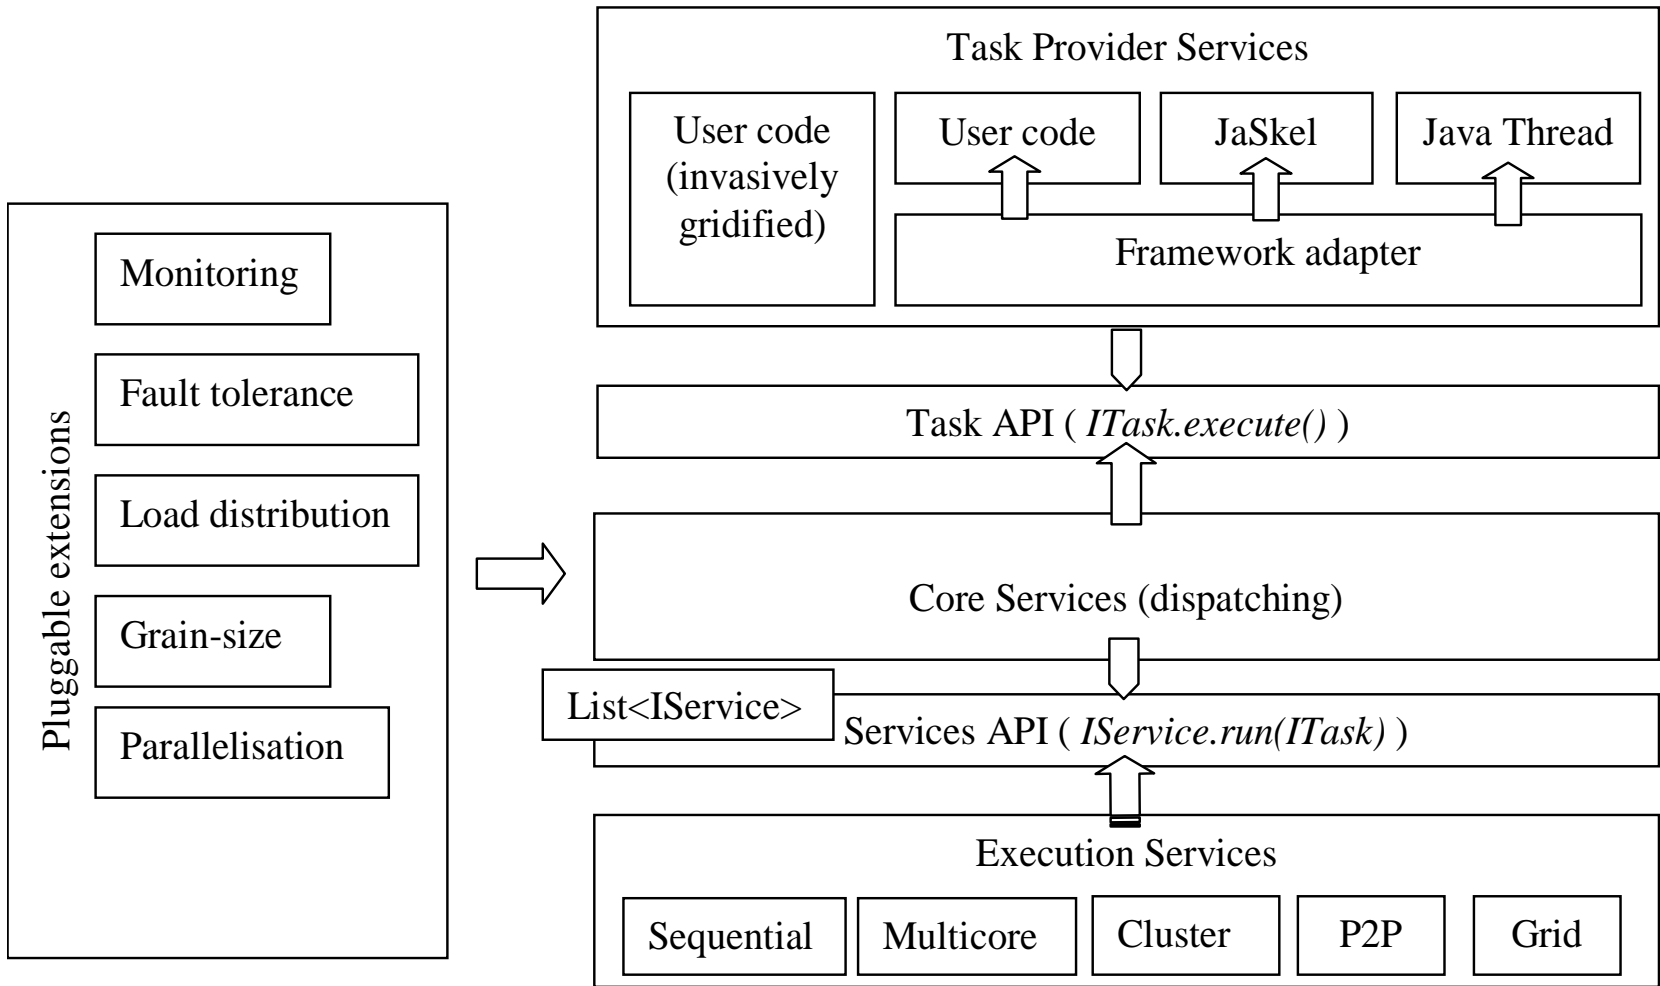 Pluggable extensions
Monitoring
Fault tolerance
Load distribution
Grain-size
Parallelisation
Task Provider Services
User code
(invasively
gridified)
User code
JaSkel
Java Thread
Framework adapter
Task API ( ITask.execute() )
Core Services (dispatching)
List<IService>
Services API ( IService.run(ITask) )
Execution Services
Sequential
Multicore
Cluster
P2P
Grid